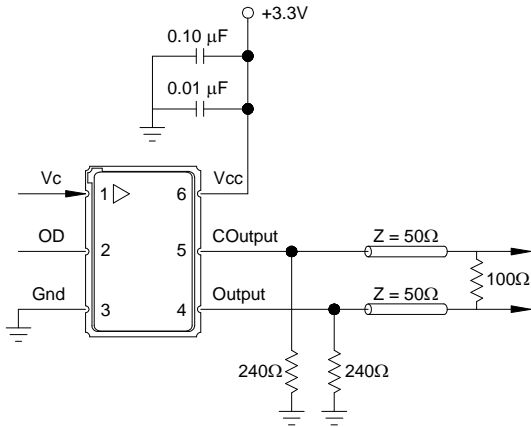 +3.3V
0.10 μF
0.01 μF
Vc
1
6
Vcc
OD
2
5
COutput
Z = 50Ω
100Ω
Gnd
3
4
Output
Z = 50Ω
240Ω
240Ω